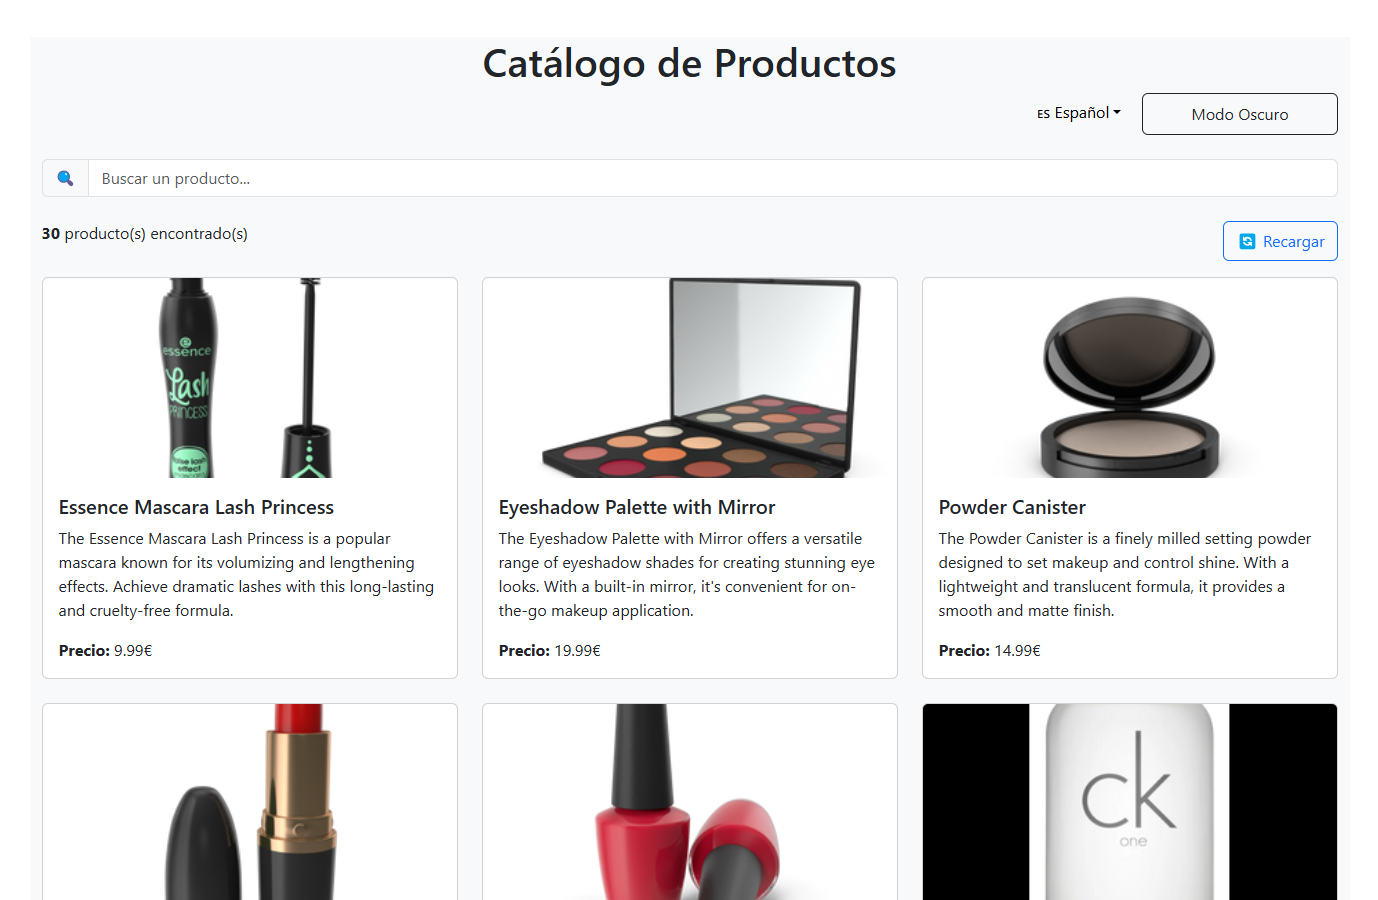 Catálogo de Productos
ES Español
Modo Oscuro
Buscar un producto...
30 producto(s) encontrado(s)
Recargar
essence
Lash
PRINCESS
false lash
effect
Essence Mascara Lash Princess
The Essence Mascara Lash Princess is a popular
mascara known for its volumizing and lengthening
effects. Achieve dramatic lashes with this long-lasting
and cruelty-free formula.
Precio: 9.99€
Eyeshadow Palette with Mirror
The Eyeshadow Palette with Mirror offers a versatile
range of eyeshadow shades for creating stunning eye
looks. With a built-in mirror, it's convenient for on-
the-go makeup application.
Precio: 19.99€
Powder Canister
The Powder Canister is a finely milled setting powder
designed to set makeup and control shine. With a
lightweight and translucent formula, it provides a
smooth and matte finish.
Precio: 14.99€
ck
one